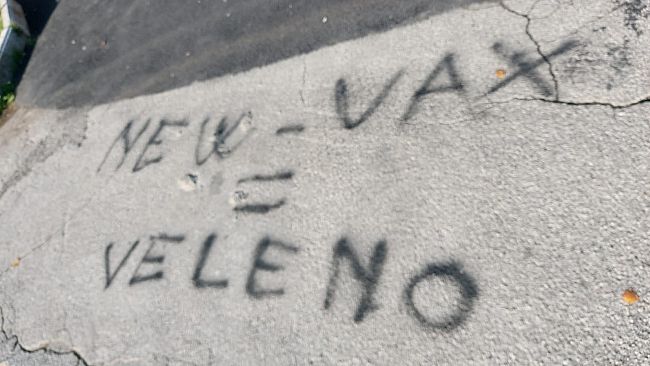 NEW-VAX
=
VELENO